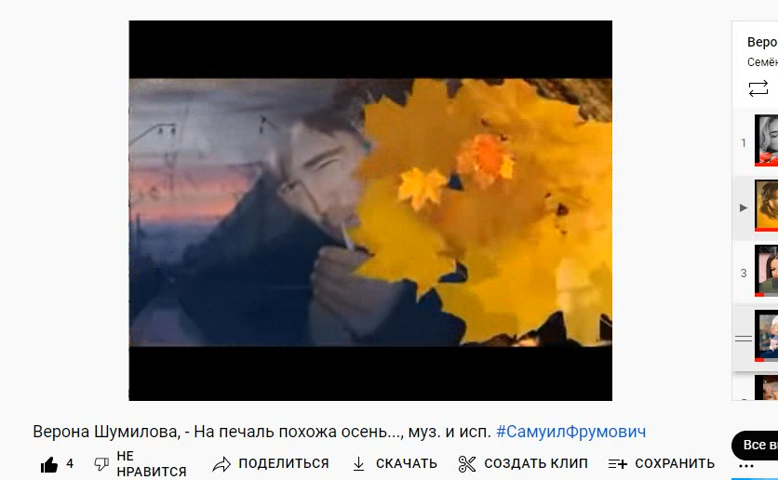 Веро
Семён
1
3
Верона Шумилова, - На печаль похожа осень..., муз. и исп. #СамуилФрумович
4
НЕ
НРАВИТСЯ
ПОДЕЛИТЬСЯ
СКАЧАТЬ
СОЗДАТЬ КЛИП
СОХРАНИТЬ
Все в